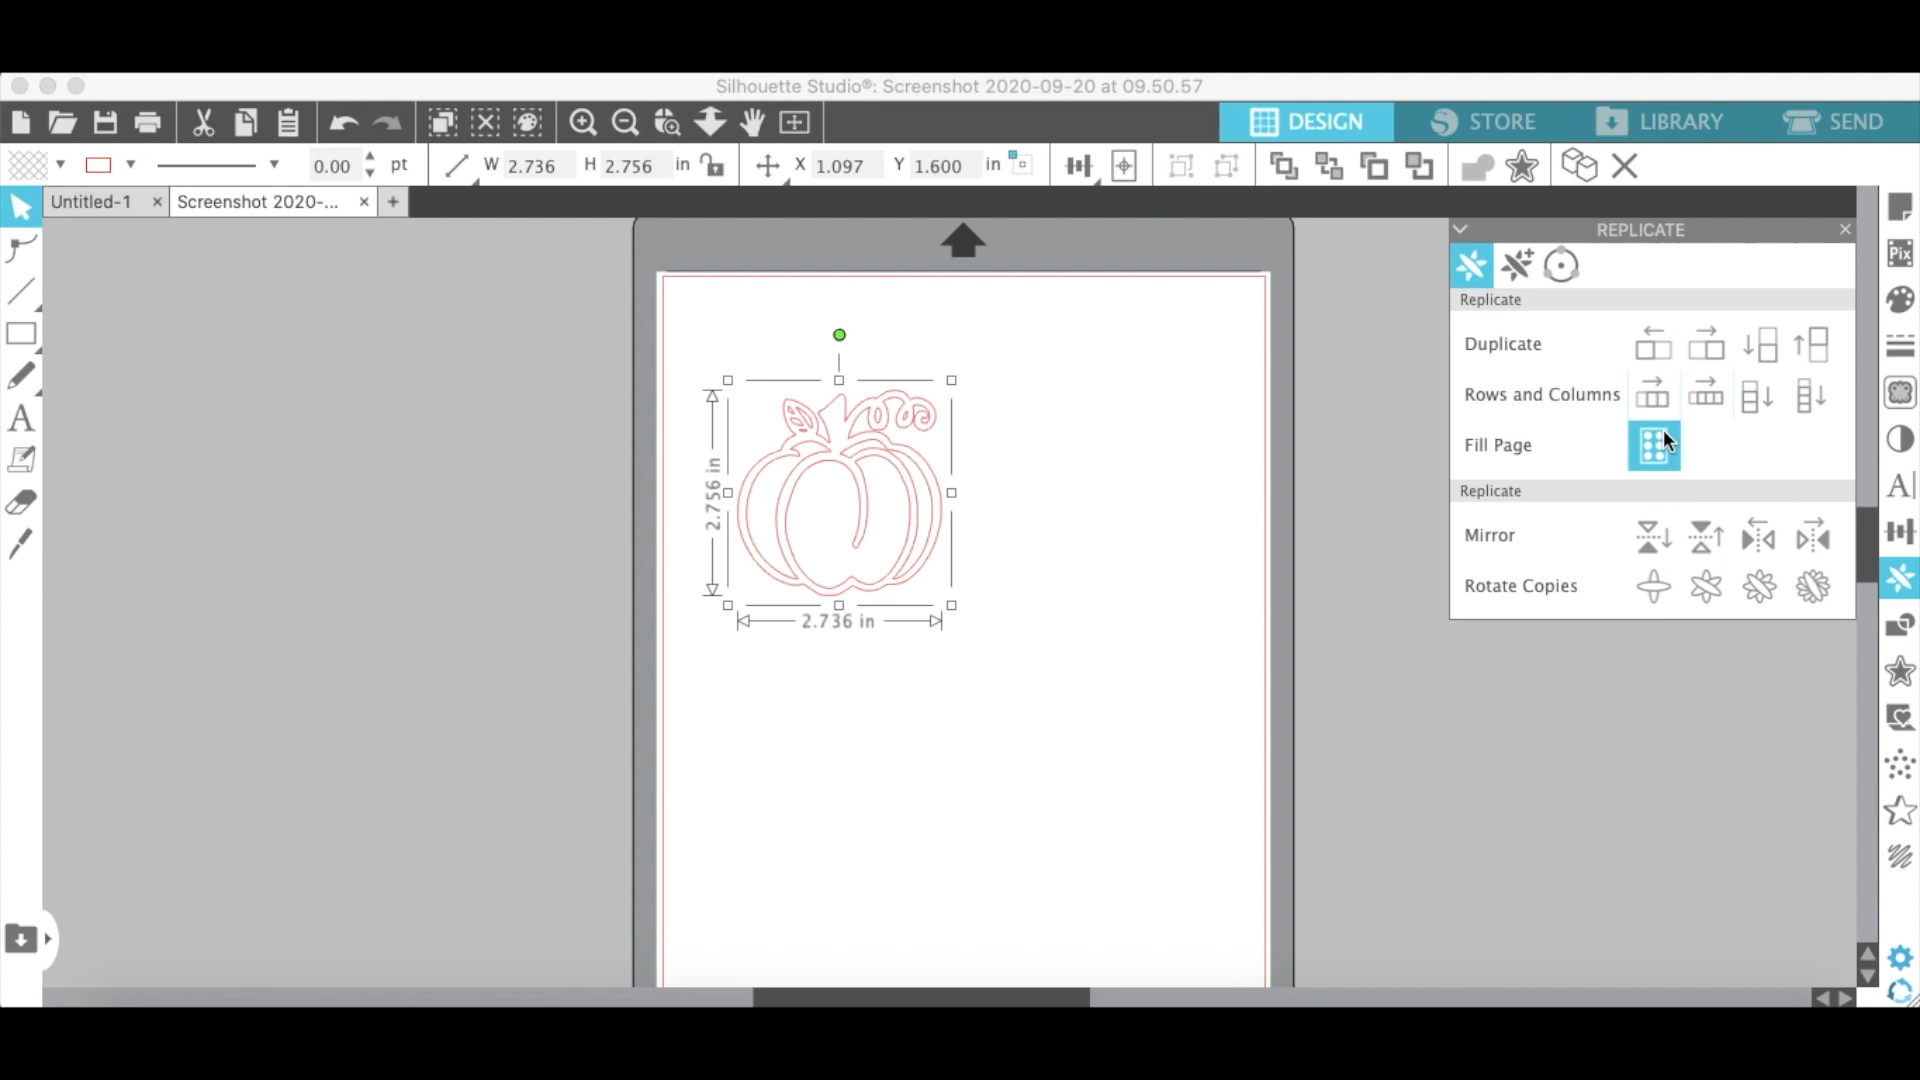 Silhouette Studio®: Screenshot 2020-09-20 at 09.50.57
DESIGN
STORE
LIBRARY
SEND
0.00 pt
W 2.736 H 2.756 in
X 1.097 Y 1.600 in
Untitled-1 ×
Screenshot 2020-... ×
+
REPLICATE
Pix
Replicate
Duplicate
Rows and Columns
Fill Page
Replicate
Mirror
Rotate Copies
2.756 in
2.736 in
A
A